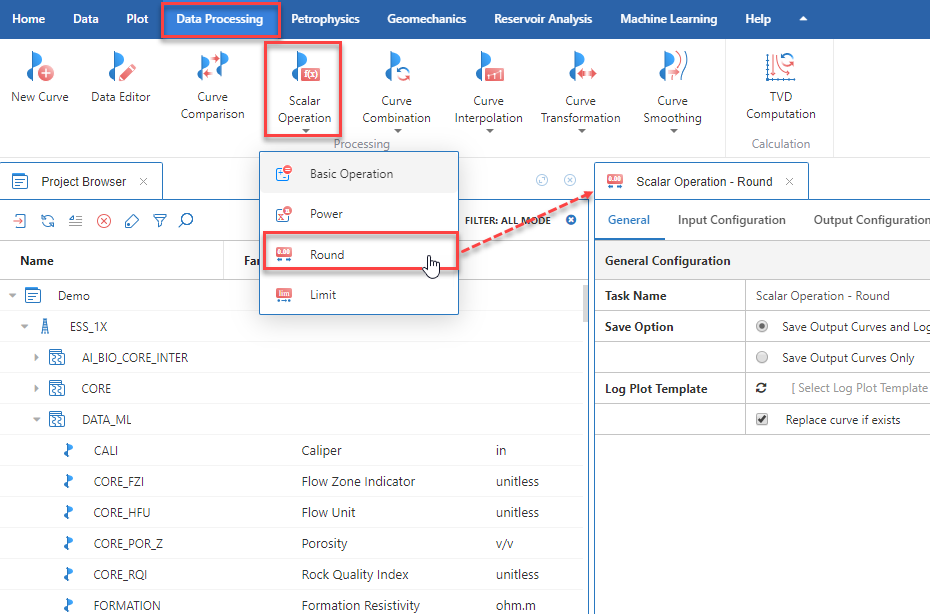 Home Data Plot Data Processing Petrophysics Geomechanics Reservoir Analysis Machine Learning Help
New Curve
Data Editor
Curve
Comparison
Scalar
Operation
Curve
Combination
Curve
Interpolation
Curve
Transformation
Curve
Smoothing
TVD
Computation
Processing
Calculation
Basic Operation
Power
Round
Limit
Project Browser
FILTER: ALL MODE
Name
Demo
ESS_1X
AI_BIO_CORE_INTER
CORE
DATA_ML
CALI Caliper in
CORE_FZI Flow Zone Indicator unitless
CORE_HFU Flow Unit unitless
CORE_POR_Z Porosity v/v
CORE_RQI Rock Quality Index unitless
FORMATION Formation Resistivity ohm.m
Scalar Operation - Round
General Input Configuration Output Configuration
General Configuration
Task Name Scalar Operation - Round
Save Option Save Output Curves and Log
Save Output Curves Only
Log Plot Template [ Select Log Plot Template
Replace curve if exists